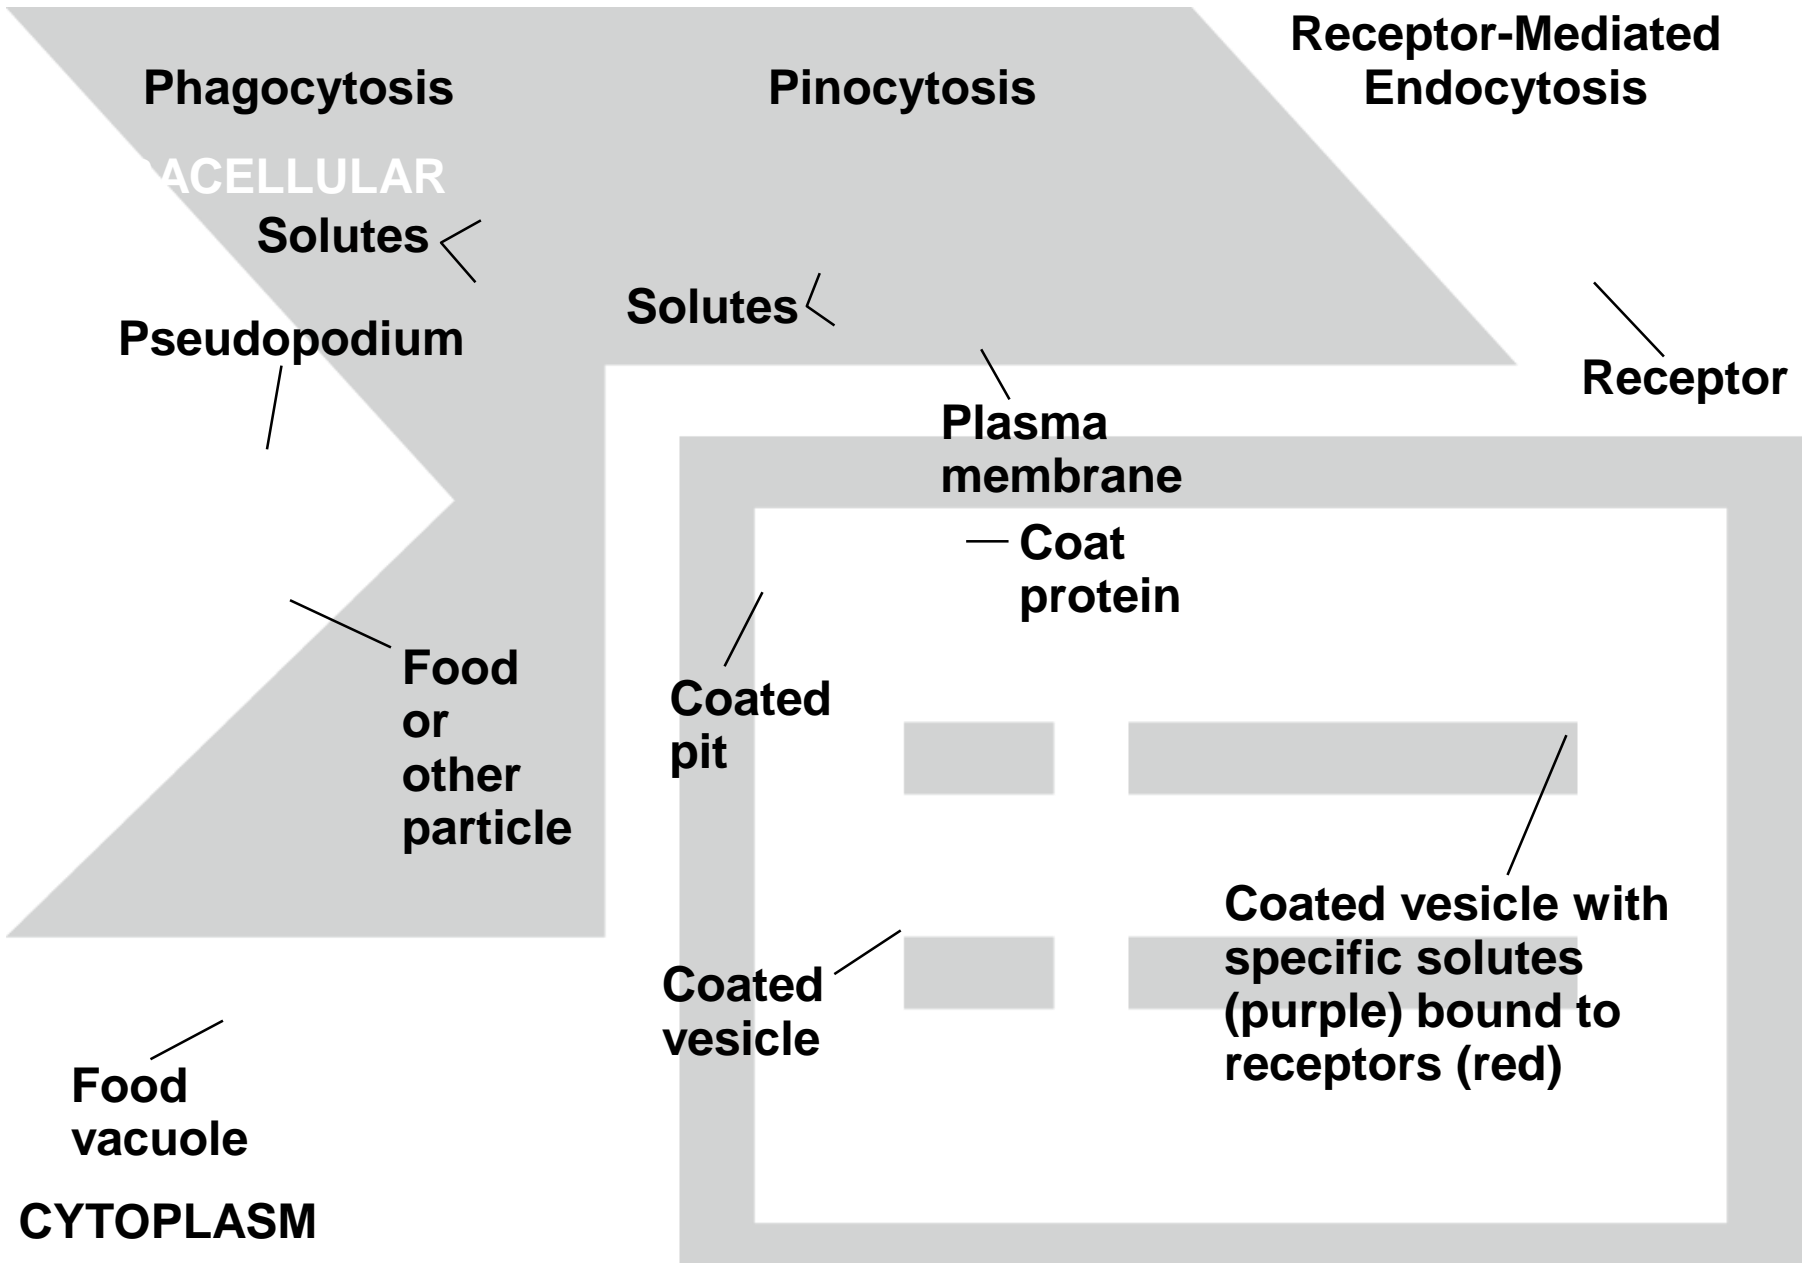 Phagocytosis
Pinocytosis
Receptor-Mediated
Endocytosis
Solutes
Pseudopodium
Solutes
Receptor
Plasma
membrane
Coat
protein
Food
or
other
particle
Coated
pit
Coated vesicle with
specific solutes
(purple) bound to
receptors (red)
Coated
vesicle
Food
vacuole
CYTOPLASM